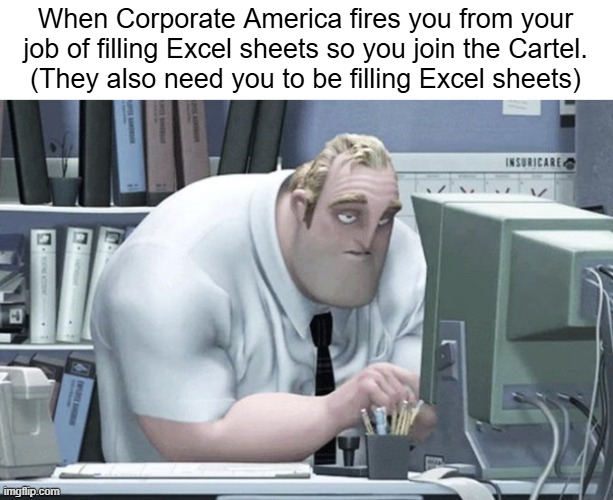 When Corporate America fires you from your
job of filling Excel sheets so you join the Cartel.
(They also need you to be filling Excel sheets)
INSURICARE
imgflip.com